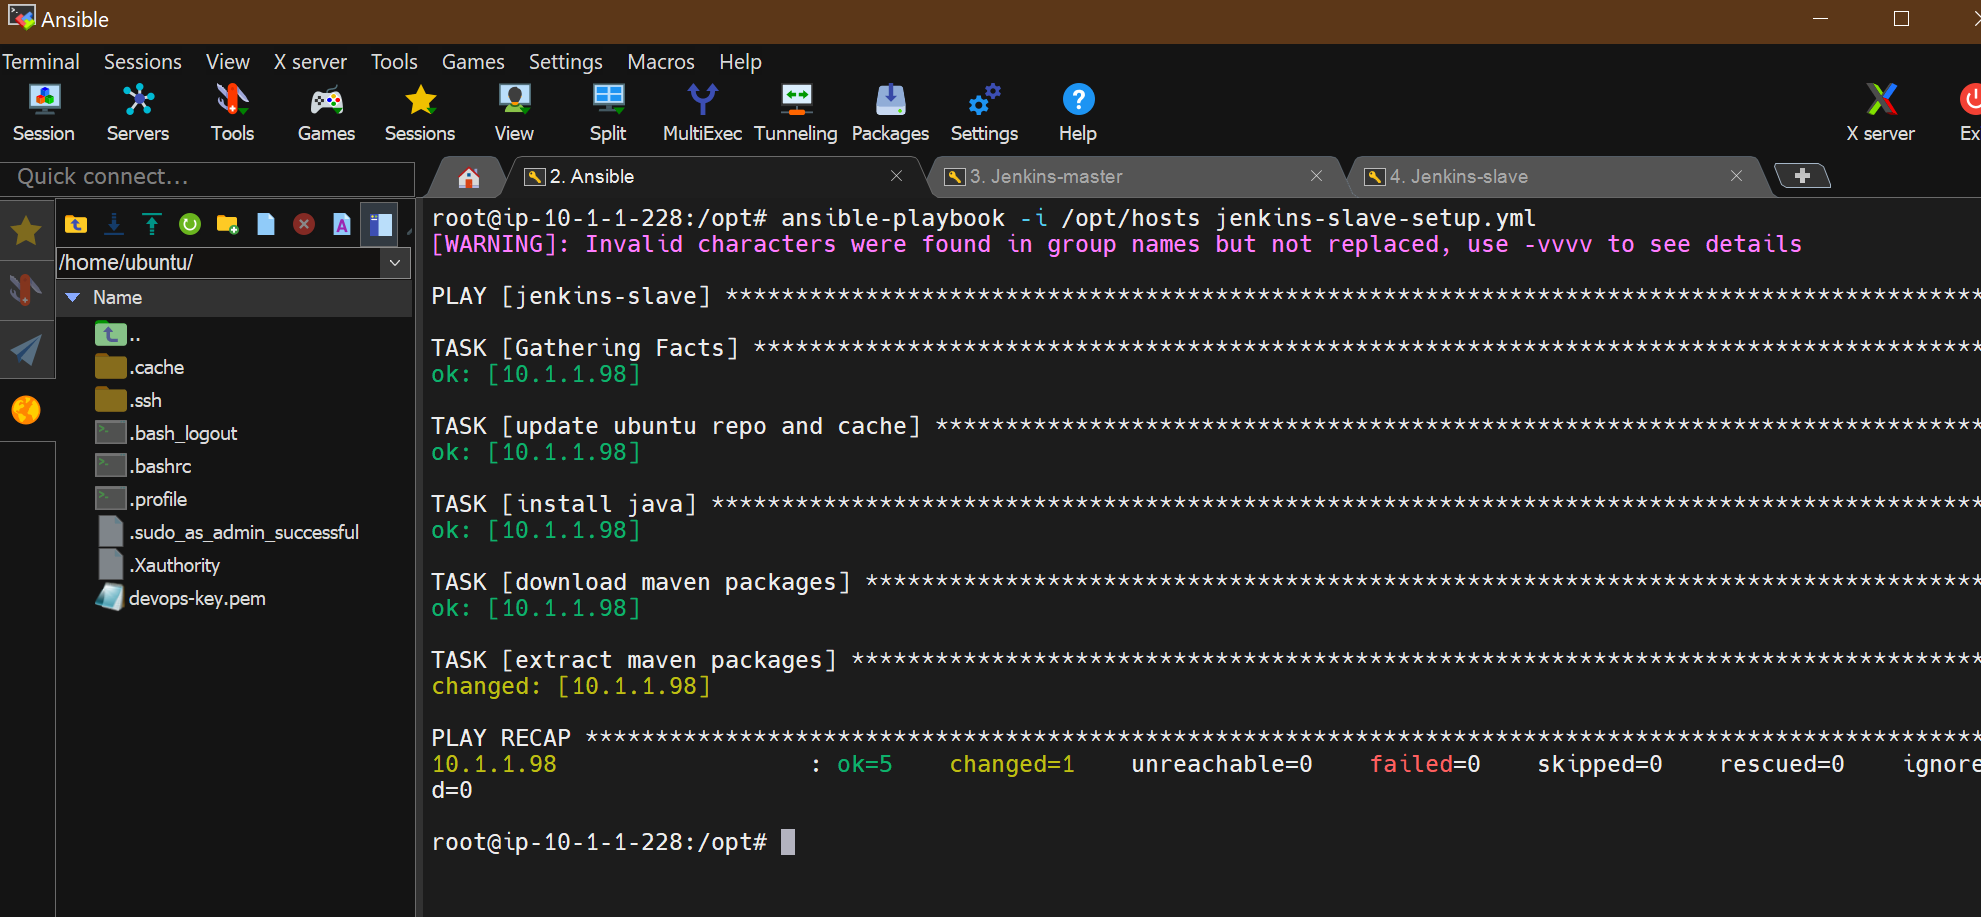 Ansible
Terminal Sessions View X server Tools Games Settings Macros Help
Session Servers Tools Games Sessions View Split MultiExec Tunneling Packages Settings Help X server Ex
Quick connect...
2. Ansible
3. Jenkins-master
4. Jenkins-slave
/home/ubuntu/
Name
..
.cache
.ssh
.bash_logout
.bashrc
.profile
.sudo_as_admin_successful
.Xauthority
devops-key.pem
root@ip-10-1-1-228:/opt# ansible-playbook -i /opt/hosts jenkins-slave-setup.yml
[WARNING]: Invalid characters were found in group names but not replaced, use -vvvv to see details
PLAY [jenkins-slave] ******************************************************************************************
TASK [Gathering Facts] ****************************************************************************************
ok: [10.1.1.98]
TASK [update ubuntu repo and cache] ***************************************************************************
ok: [10.1.1.98]
TASK [install java] *******************************************************************************************
ok: [10.1.1.98]
TASK [download maven packages] ********************************************************************************
ok: [10.1.1.98]
TASK [extract maven packages] *********************************************************************************
changed: [10.1.1.98]
PLAY RECAP ****************************************************************************************************
10.1.1.98 : ok=5 changed=1 unreachable=0 failed=0 skipped=0 rescued=0 ignore
d=0
root@ip-10-1-1-228:/opt#